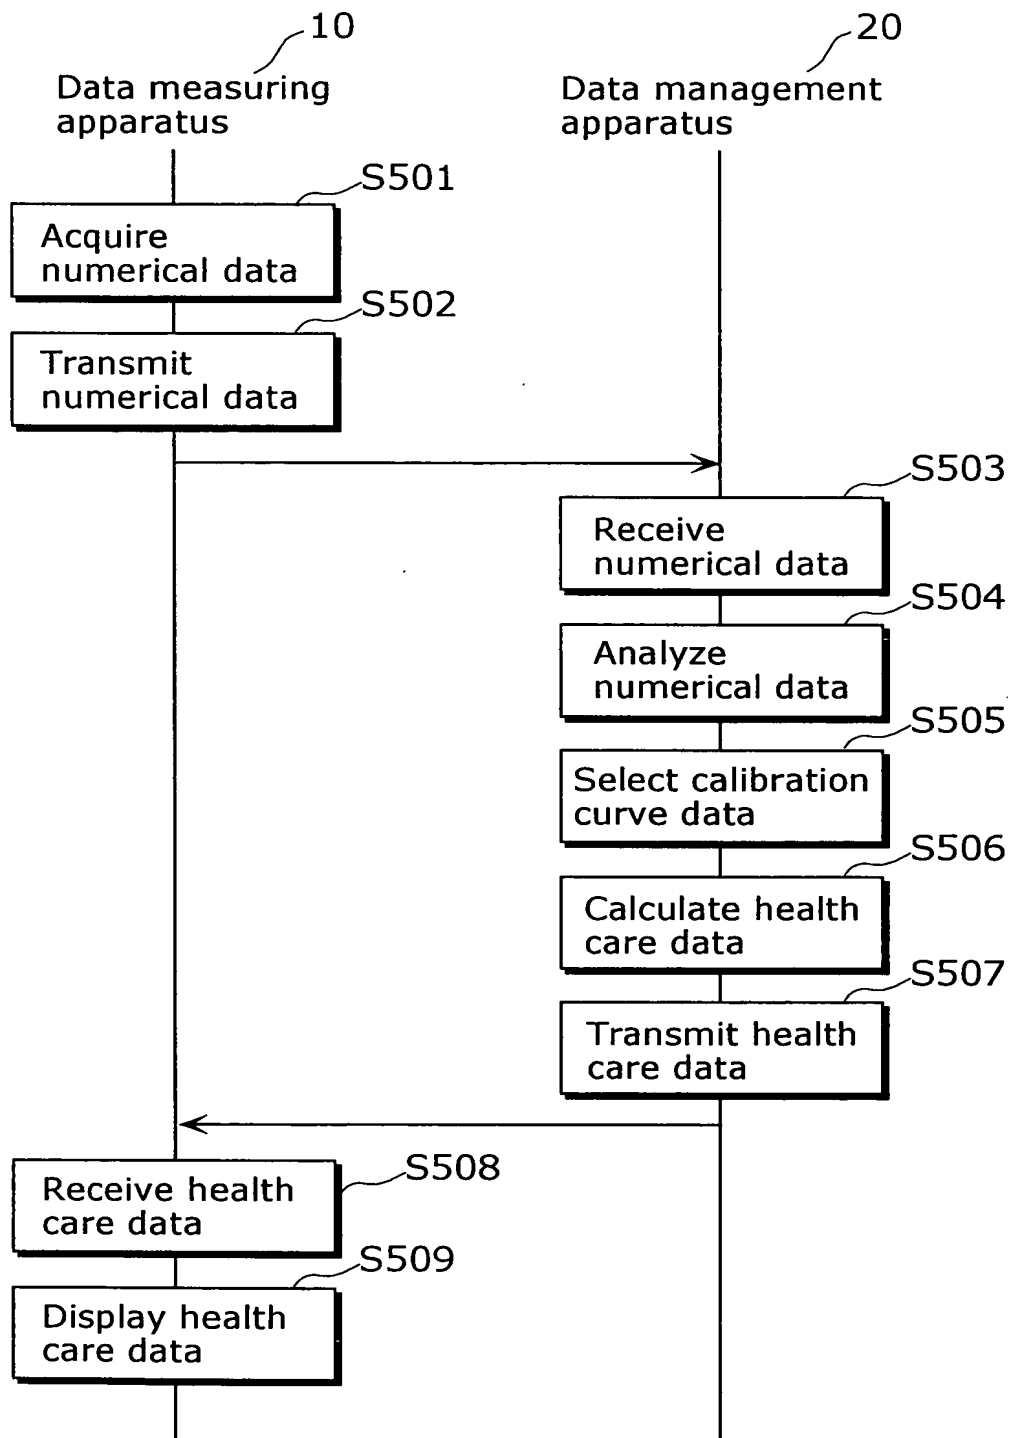 10
20
Data measuring
apparatus
Data management
apparatus
S501
Acquire
numerical data
S502
Transmit
numerical data
S503
Receive
numerical data
S504
Analyze
numerical data
S505
Select calibration
curve data
S506
Calculate health
care data
S507
Transmit health
care data
S508
Receive health
care data
S509
Display health
care data